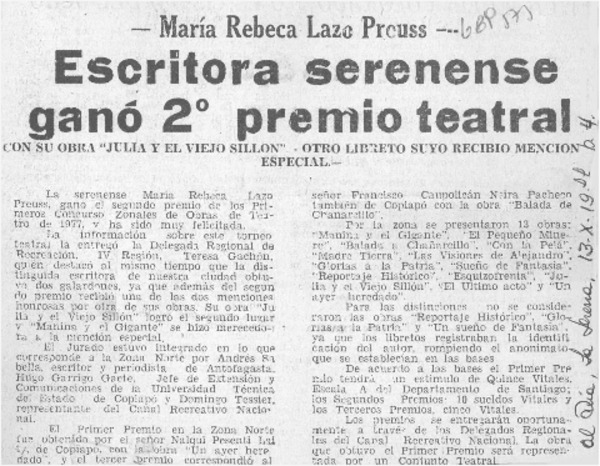 — María Rebeca Lazo Preuss —
Escritora serenense
ganó 2° premio teatral
CON SU OBRA "JULIA Y EL VIEJO SILLON" - OTRO LIBRETO SUYO RECIBIO MENCION
ESPECIAL.—
La serenense María Rebeca Lazo
Preuss, gano el segundo premio de los Pri
meros Concurso Zonales de Obras de Tea
tro de 1977, y ha sido muy felicitada.
La información sobre este torneo
teatral la entregó la Delegada Regional de
Recreación, IV Región, Teresa Gachón,
quien destacó al mismo tiempo que la dis
tinguida escritora de nuestra ciudad obtu
vo dos galardones, ya que además del segun
do premio recibió una de las dos menciones
honrosas por otra de sus obras. Su obra "Ju
lia y el Viejo Sillón" logró el segundo lugar
y "Manina y el Gigante" se hizo merecedo
ra a la mención especial.
El Jurado estuvo integrado en lo que
corresponde a la Zona Norte por Andrés Sa
bella, escritor y periodista de Antofagasta,
Hugo Garrigo Gaete, Jefe de Extensión y
Comunicaciones de la Universidad Técnica
del Estado de Copiapó y Domingo Tessier,
representante del Canal Recreativo Nacio
nal.
El Primer Premio en la Zona Norte
fue obtenido por el señor Nalqui Pesenti
de Copiapó, con la obra "Un ayer here
dado". y el tercer premio correspondió al
señor Francisco Caupolicán Neira Pacheco
también de Copiapó con la obra "Balada
de Chañarcillo".
Por la zona se presentaron 13 obras:
"Manina y el Gigante", "El Pequeño Mine
ro", "Balada a Chañarcillo", "Con la Pelá",
"Madre Tierra", "Las Visiones de Alejandro",
"Glorias a la Patria", "Sueño de Fantasía",
"Reportaje Histórico", "Esquizofrenta", "Ju
lia y el Viejo Sillón", "El Ultimo acto" y "Un
ayer heredado".
Para las distinciones no se conside
raron las obras "Reportaje Histórico", "Glo
rias a la Patria" y "Un sueño de Fantasía",
ya que los libretos registraban la identifi
cación del autor, rompiendo el anonimato
que se establecían en las bases
De acuerdo a las bases el Primer Pre
mio tendrá un estímulo de Quince Vitales,
Escala A del Departamento de Santiago;
los Segundos Premios: 10 sueldos Vitales y
los Terceros Premios, cinco Vitales.
Los premios se entregarán oportuna
mente a través de los Delegados Regiona
les del Canal Recreativo Nacional. La obra
que obtuvo el Primer Premio será represen
tada por un Conjunto Teatral.
El Día, La Serena, 13-X-19 p. 4.